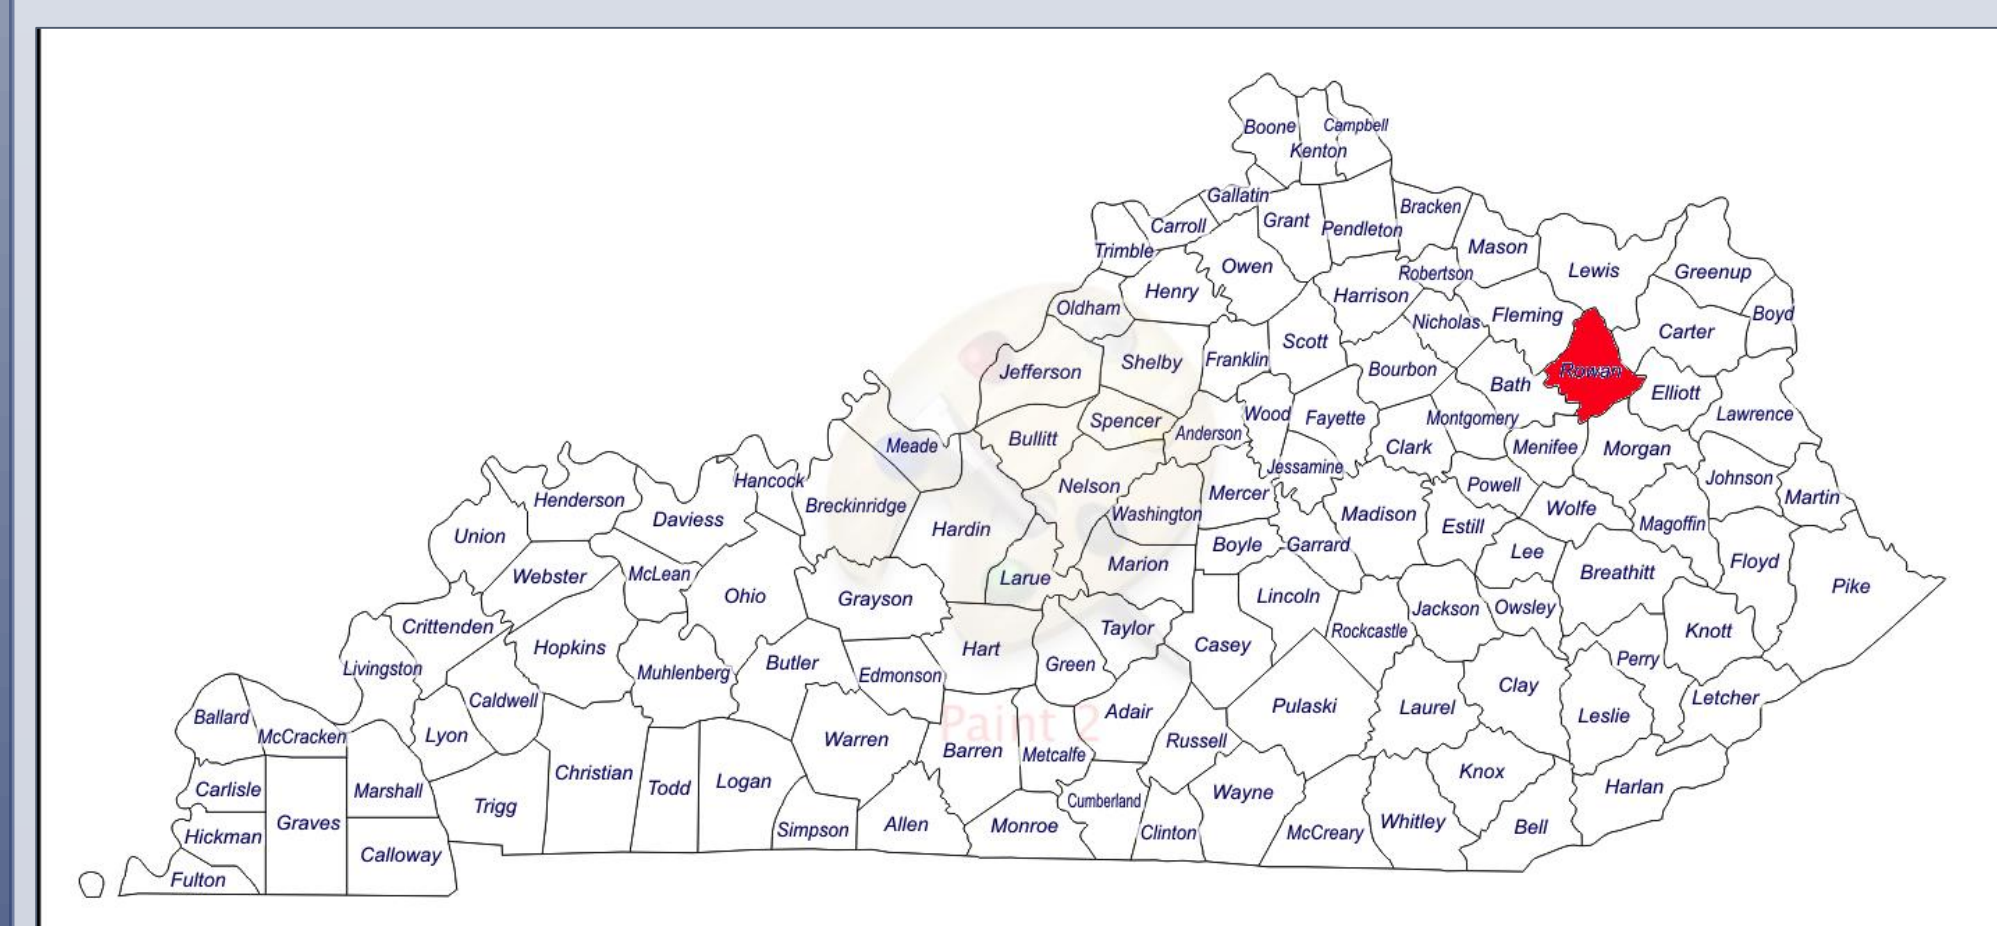 Boone
Campbell
Kenton
Gallatin
Bracken
Carroll
Grant
Pendleton
Trimble
Mason
Owen
Lewis
Robertson
Greenup
Henry
Harrison
Oldham
Fleming
Boyd
Nicholas
Carter
Scott
Franklin
Shelby
Jefferson
Bourbon
Rowan
Bath
Elliott
Wood
Fayette
Lawrence
Montgomery
Spencer
Anderson
Bullitt
Meade
Clark
Menifee
Morgan
Jessamine
Johnson
Hancock
Powell
Nelson
Mercer
Martin
Henderson
Breckinridge
Wolfe
Washington
Madison
Daviess
Magoffin
Estill
Hardin
Union
Boyle
Garrard
Lee
Floyd
Marion
Breathitt
McLean
Webster
Larue
Pike
Ohio
Lincoln
Grayson
Jackson
Owsley
Crittenden
Taylor
Rockcastle
Knott
Casey
Hopkins
Hart
Perry
Butler
Green
Livingston
Muhlenberg
Edmonson
Clay
Letcher
Caldwell
Pulaski
Laurel
Adair
Leslie
Ballard
Paint 2
Lyon
McCracken
Warren
Russell
Barren
Metcalfe
Christian
Knox
Logan
Todd
Harlan
Carlisle
Marshall
Wayne
Cumberland
Trigg
Graves
Whitley
Allen
Monroe
Bell
Simpson
Clinton
McCreary
Hickman
Calloway
Fulton